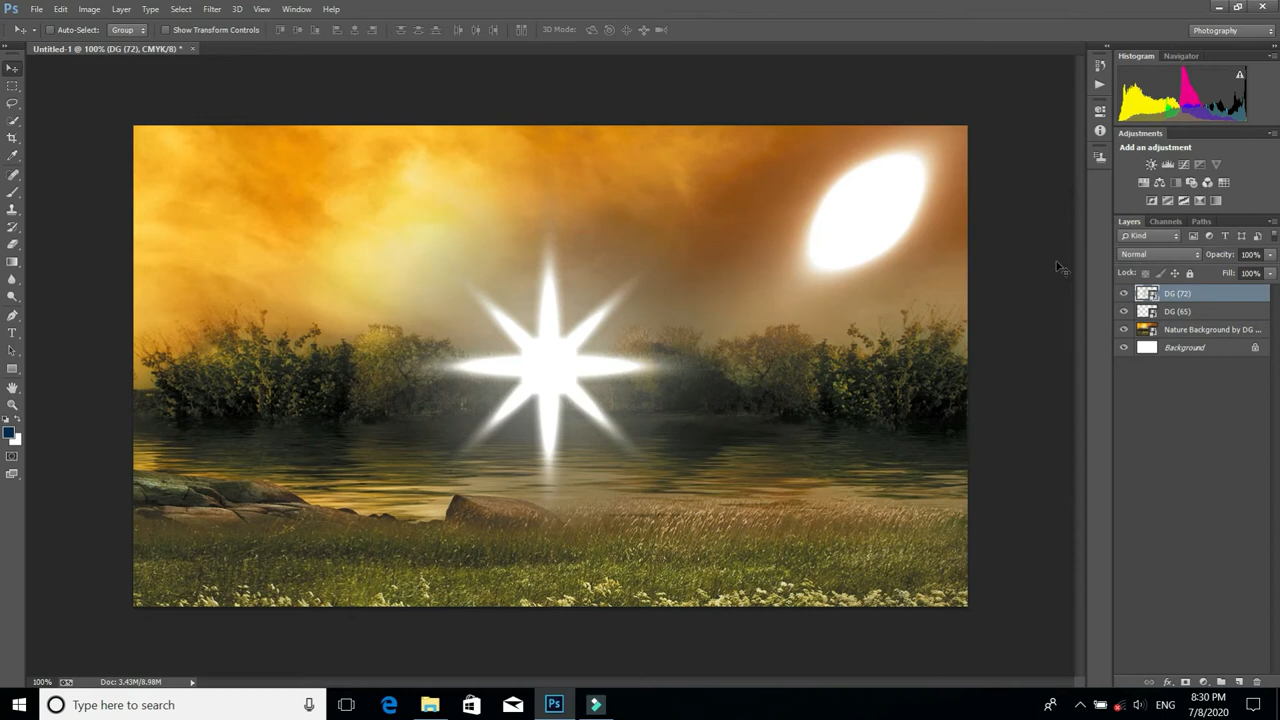 Ps File Edit Image Layer Type Select Filter 3D View Window Help
Auto-Select: Group Show Transform Controls 3D Mode: Photography
Untitled-1 @ 100% (DG (72), CMYK/8) *
Histogram Navigator
Adjustments
Add an adjustment
Layers Channels Paths
Kind
Normal Opacity: 100%
Lock: Fill: 100%
DG (72)
DG (65)
Nature Background by DG ...
Background
100% Doc: 3.43M/8.98M
Type here to search
Ps
ENG
8:30 PM
7/8/2020